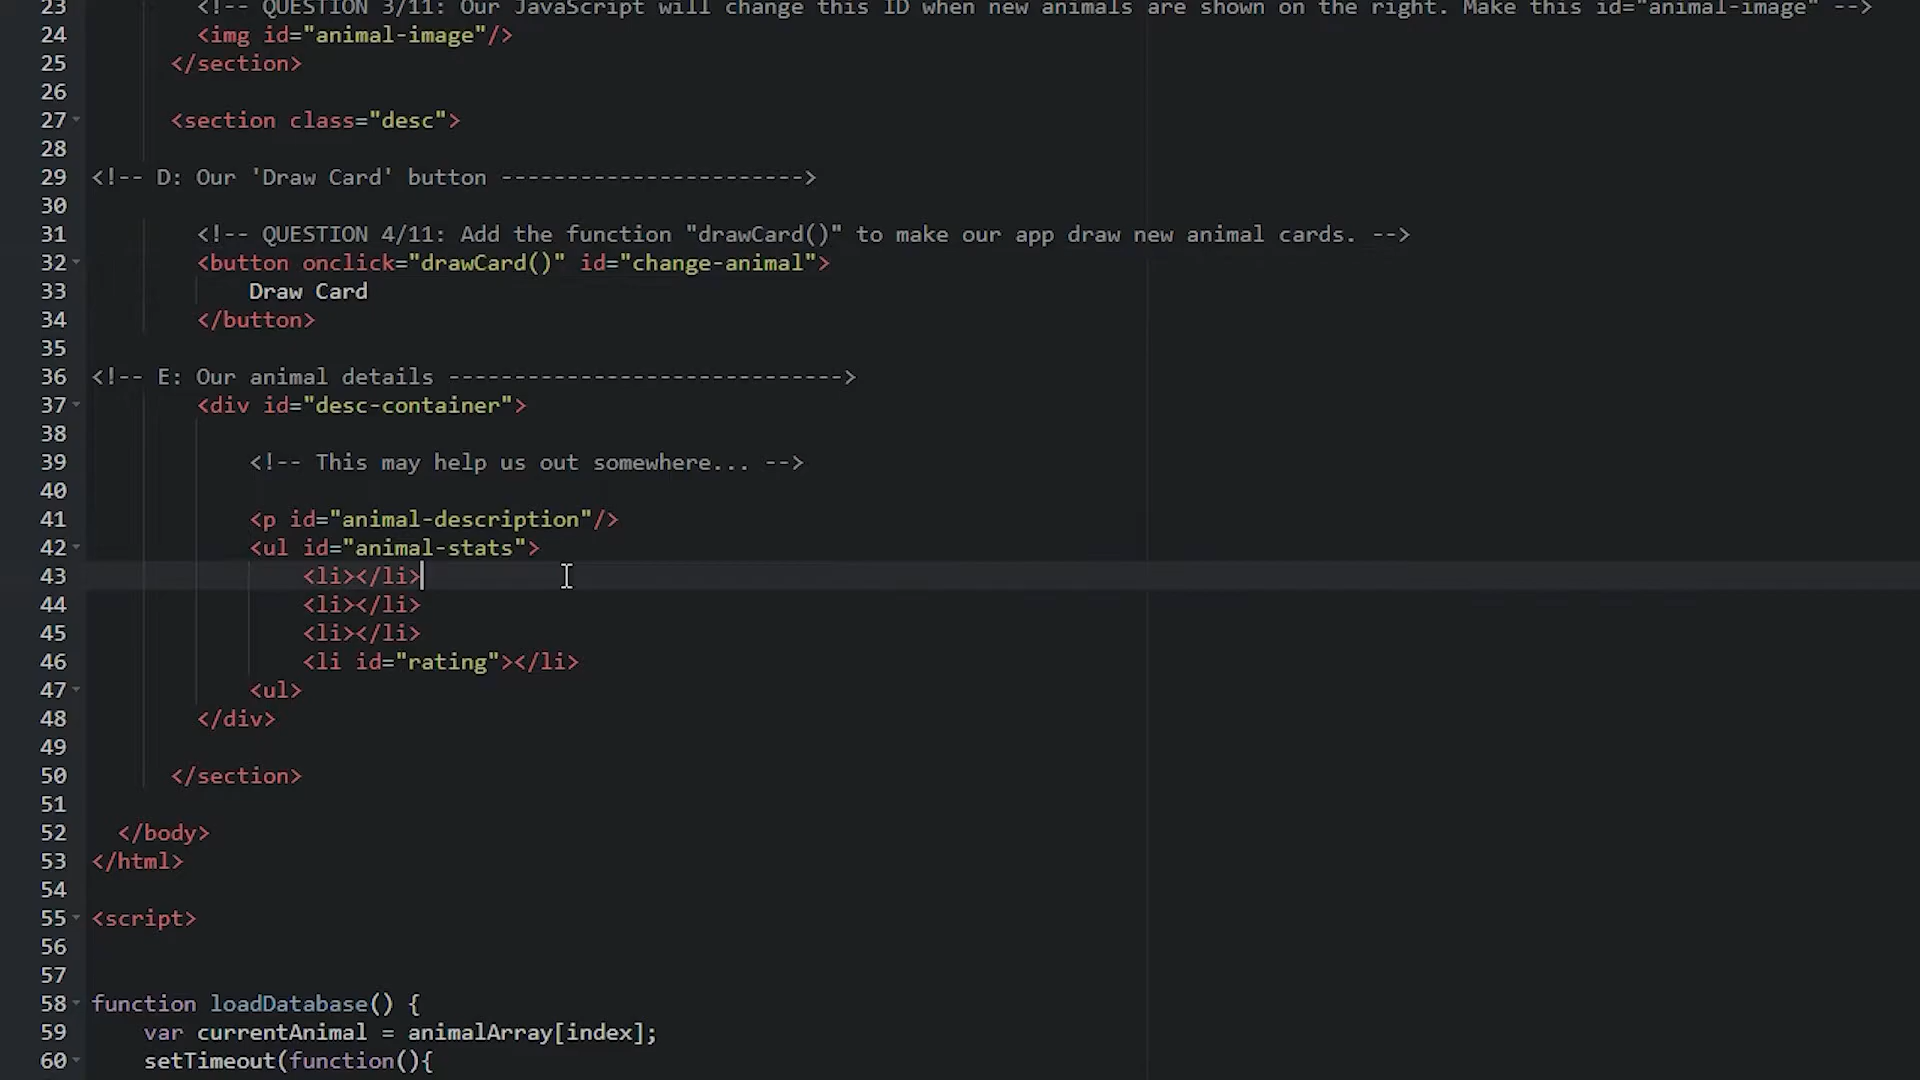 23 <!-- QUESTION 3/11: Our JavaScript will change this ID when new animals are shown on the right. Make this id="animal-image" -->
24 <img id="animal-image"/>
25 </section>
26
27 <section class="desc">
28
29 <!-- D: Our 'Draw Card' button ----------------------->
30
31 <!-- QUESTION 4/11: Add the function "drawCard()" to make our app draw new animal cards. -->
32 <button onclick="drawCard()" id="change-animal">
33 Draw Card
34 </button>
35
36 <!-- E: Our animal details ------------------------------>
37 <div id="desc-container">
38
39 <!-- This may help us out somewhere... -->
40
41 <p id="animal-description"/>
42 <ul id="animal-stats">
43 <li></li>
44 <li></li>
45 <li></li>
46 <li id="rating"></li>
47 <ul>
48 </div>
49
50 </section>
51
52 </body>
53 </html>
54
55 <script>
56
57
58 function loadDatabase() {
59 var currentAnimal = animalArray[index];
60 setTimeout(function(){